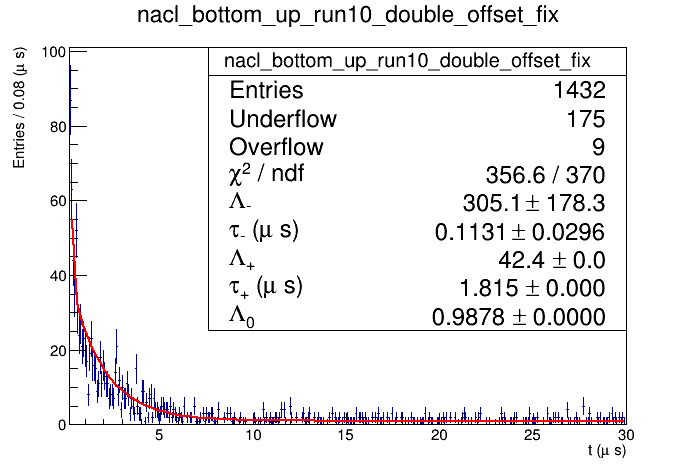 nacl_bottom_up_run10_double_offset_fix
Entries / 0.08 (μ s)
100
80
60
40
20
0
nacl_bottom_up_run10_double_offset_fix
Entries 1432
Underflow 175
Overflow 9
χ² / ndf 356.6 / 370
Λ₋ 305.1 ± 178.3
τ₋ (μ s) 0.1131 ± 0.0296
Λ₊ 42.4 ± 0.0
τ₊ (μ s) 1.815 ± 0.000
Λ₀ 0.9878 ± 0.0000
5 10 15 20 25 30
t (μ s)